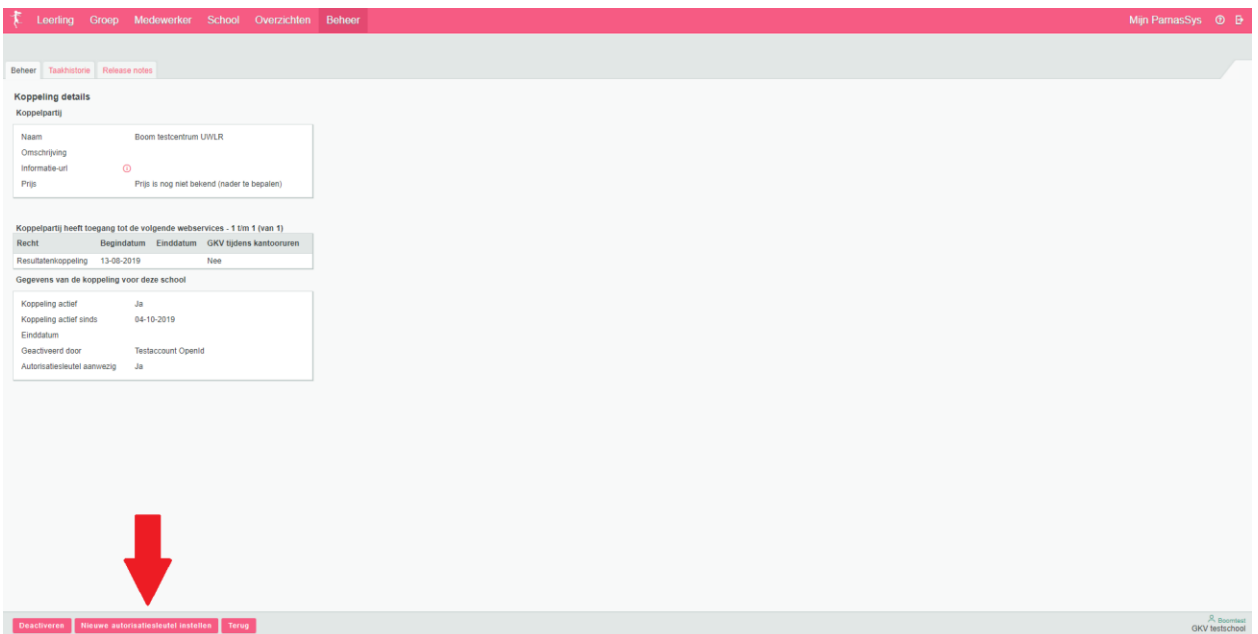 Leerling Groep Medewerker School Overzichten Beheer Mijn ParnasSys
Beheer Taakhistorie Release notes
Koppeling details
Koppelpartij
Naam Boom testcentrum UWLR
Omschrijving
Informatie-url
Prijs Prijs is nog niet bekend (nader te bepalen)
Koppelpartij heeft toegang tot de volgende webservices - 1 t/m 1 (van 1)
Recht Begindatum Einddatum GKV tijdens kantooruren
Resultatenkoppeling 13-08-2019 Nee
Gegevens van de koppeling voor deze school
Koppeling actief Ja
Koppeling actief sinds 04-10-2019
Einddatum
Geactiveerd door Testaccount OpenId
Autorisatiesleutel aanwezig Ja
Deactiveren Nieuwe autorisatiesleutel instellen Terug
Boomtest
GKV testschool